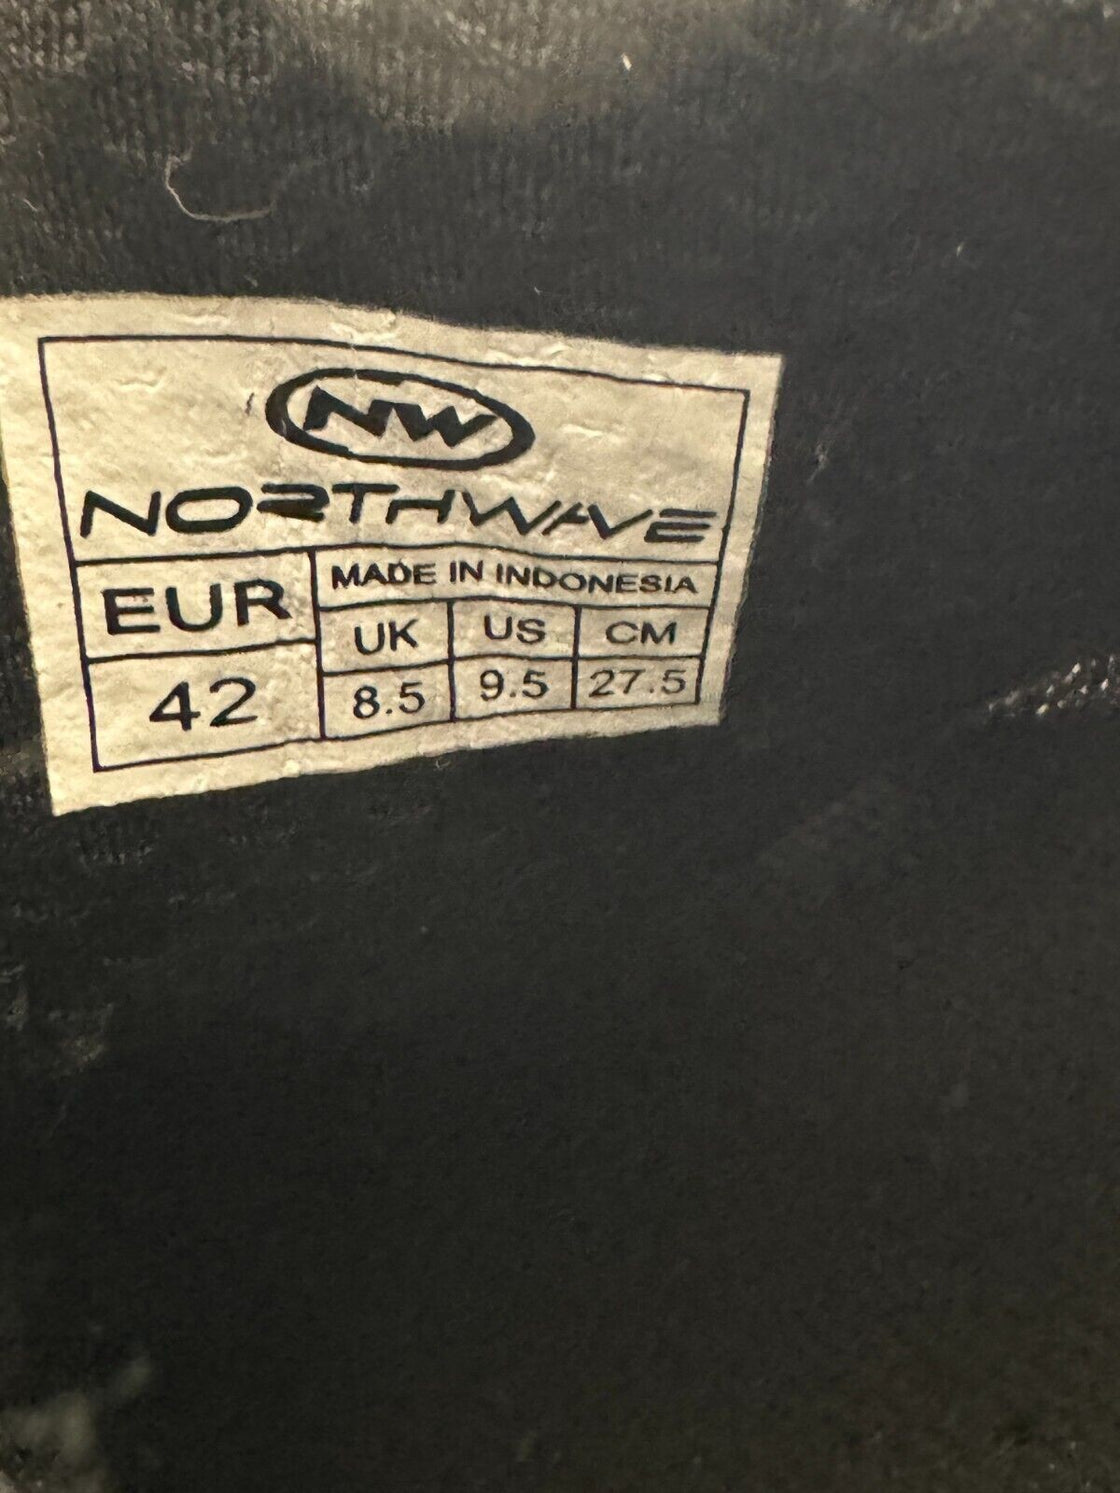 NW
NORTHWAVE
EUR
MADE IN INDONESIA
UK US CM
42
8.5 9.5 27.5